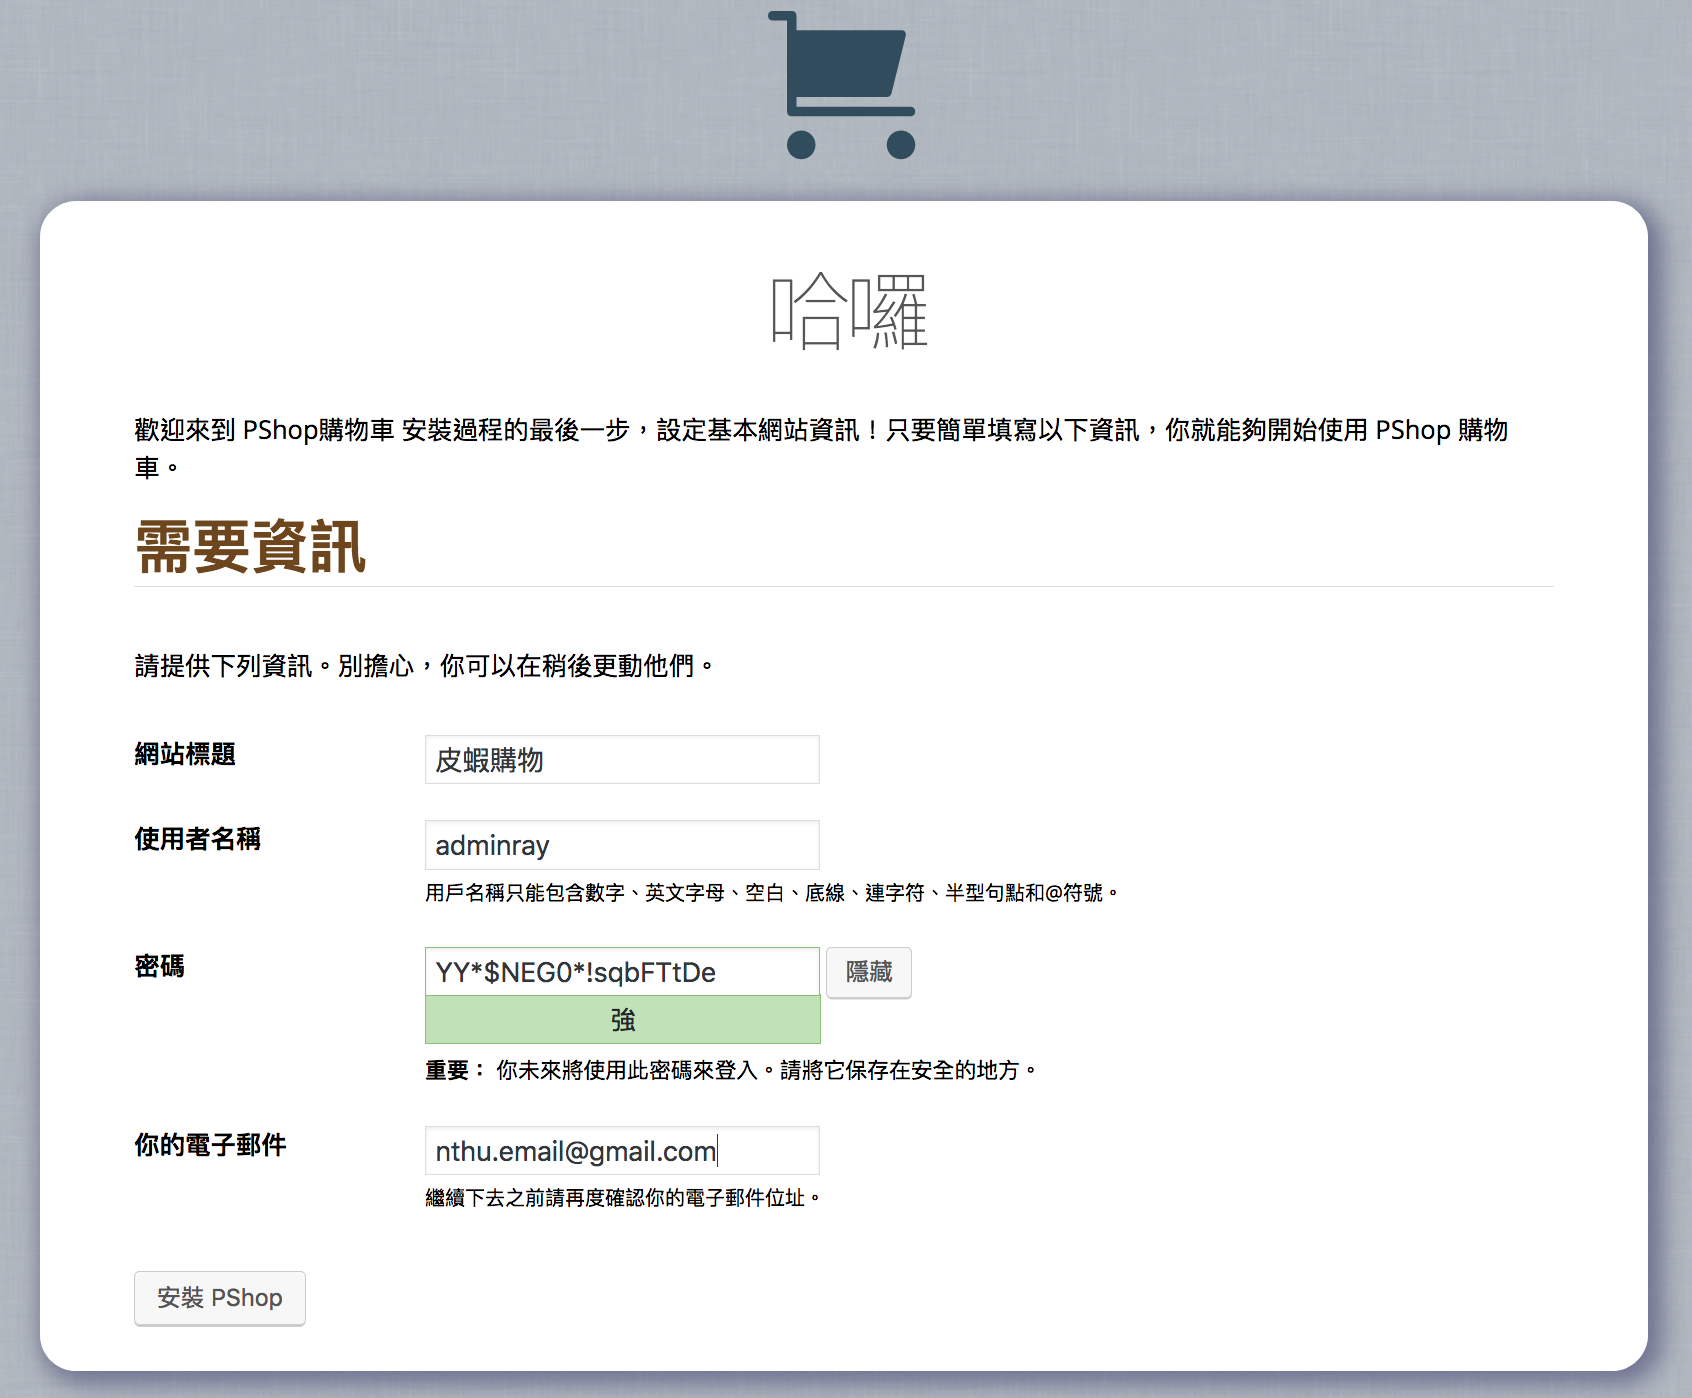 哈囉
歡迎來到 PShop購物車 安裝過程的最後一步，設定基本網站資訊！只要簡單填寫以下資訊，你就能夠開始使用 PShop 購物
車。
需要資訊
請提供下列資訊。別擔心，你可以在稍後更動他們。
網站標題
皮蝦購物
使用者名稱
adminray
用戶名稱只能包含數字、英文字母、空白、底線、連字符、半型句點和@符號。
密碼
YY*$NEG0*!sqbFTtDe
隱藏
強
重要： 你未來將使用此密碼來登入。請將它保存在安全的地方。
你的電子郵件
nthu.email@gmail.com
繼續下去之前請再度確認你的電子郵件位址。
安裝 PShop